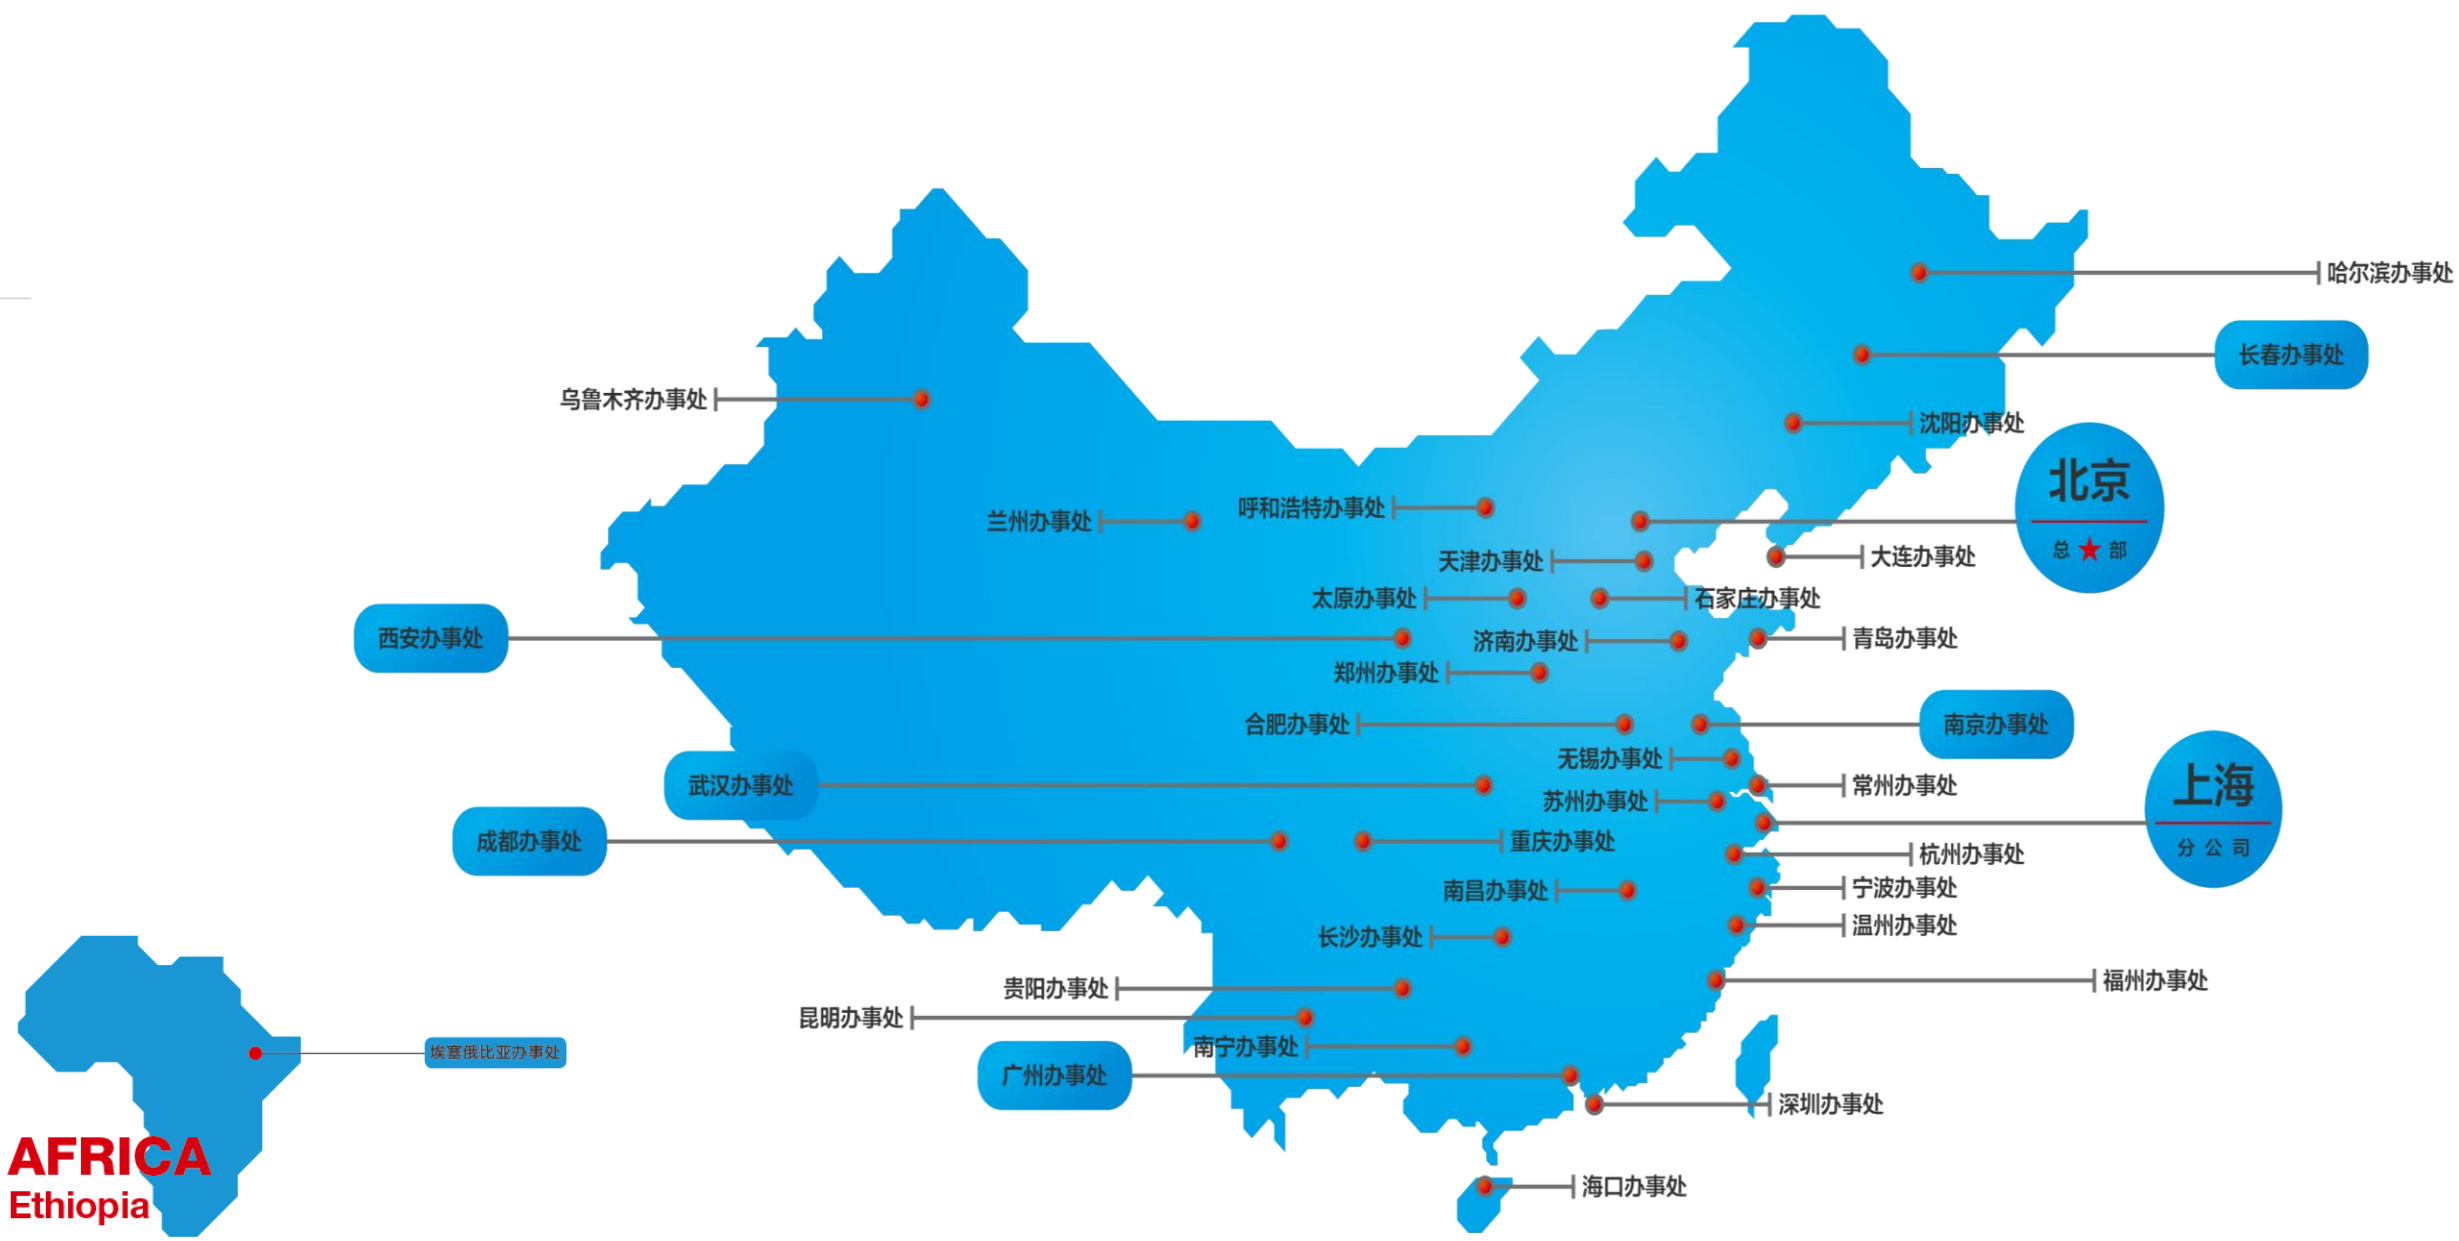 哈尔滨办事处
长春办事处
乌鲁木齐办事处
沈阳办事处
北京
总★部
呼和浩特办事处
兰州办事处
天津办事处
大连办事处
太原办事处
石家庄办事处
西安办事处
济南办事处
青岛办事处
郑州办事处
合肥办事处
南京办事处
无锡办事处
武汉办事处
常州办事处
上海
分公司
苏州办事处
成都办事处
重庆办事处
杭州办事处
南昌办事处
宁波办事处
温州办事处
长沙办事处
福州办事处
贵阳办事处
昆明办事处
南宁办事处
埃塞俄比亚办事处
广州办事处
深圳办事处
AFRICA
Ethiopia
海口办事处